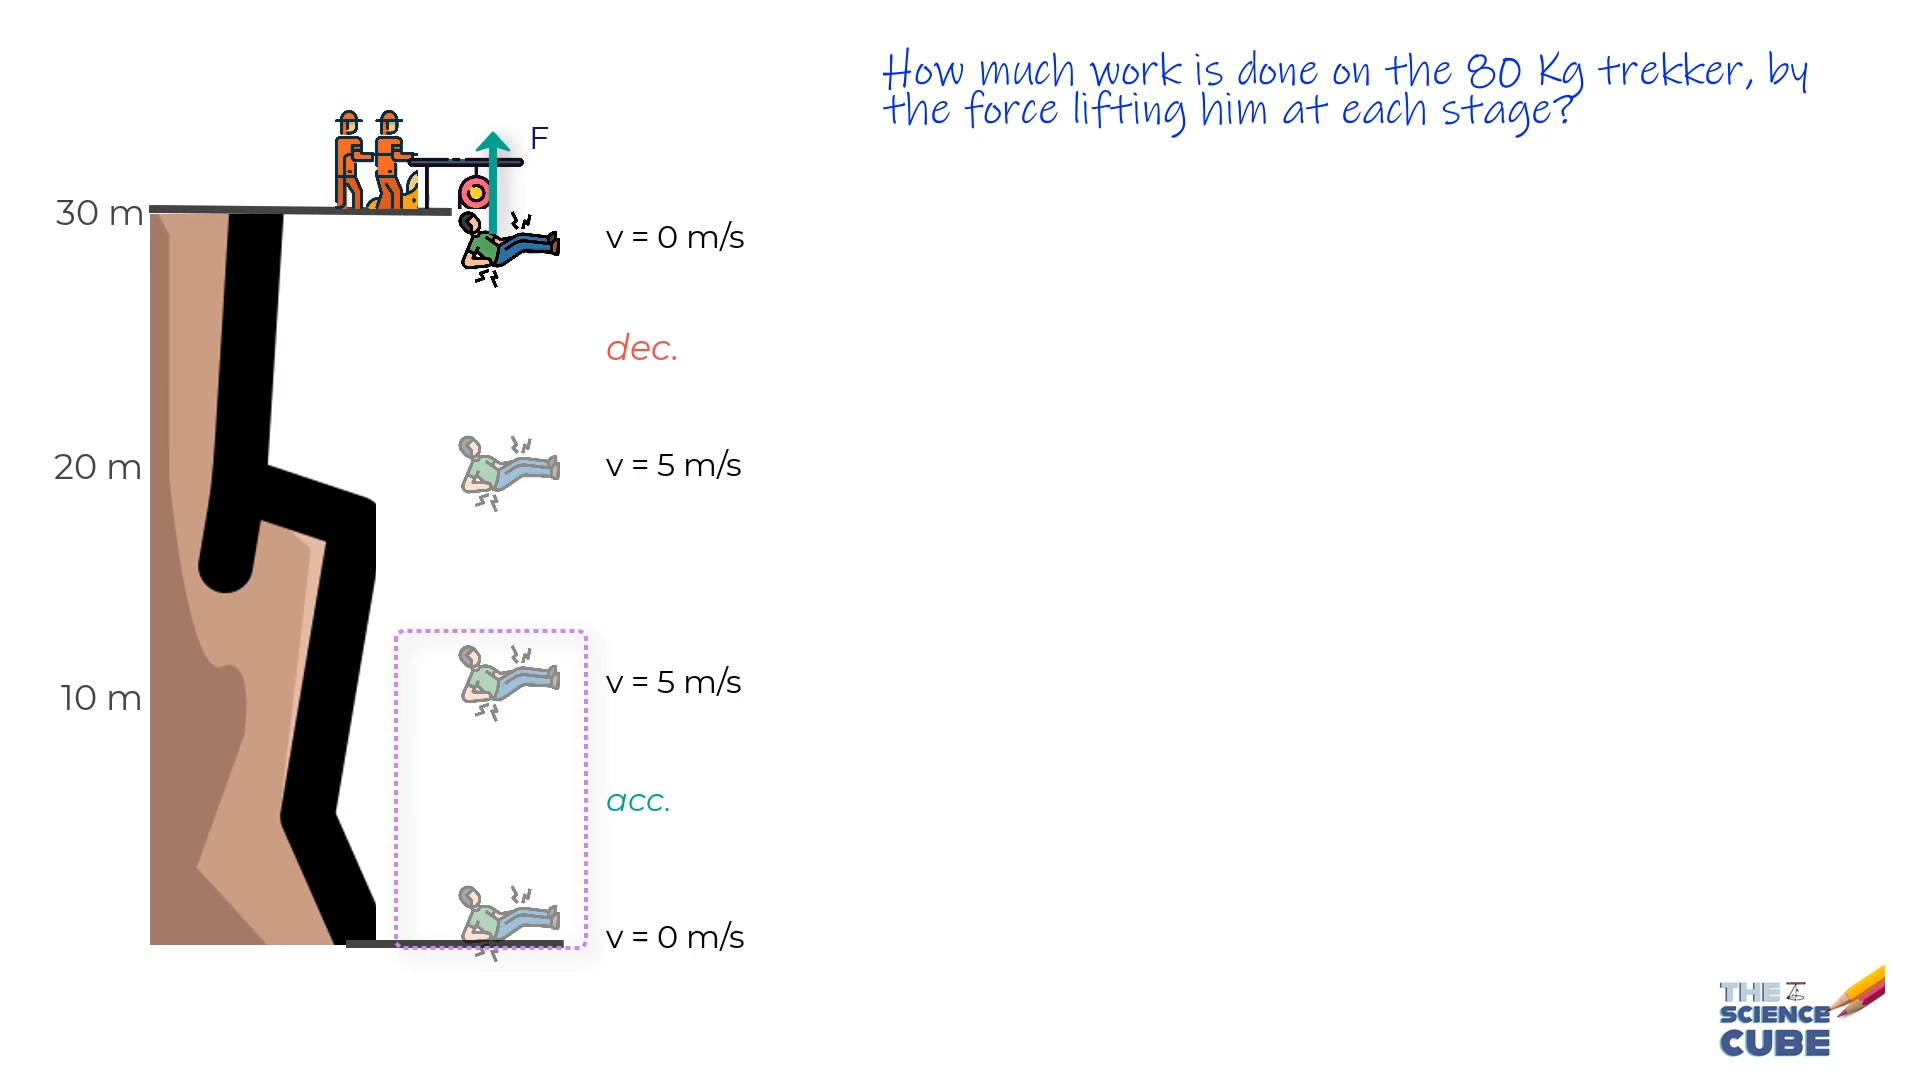 How much work is done on the 80 Kg trekker, by
the force lifting him at each stage?
F
30 m
v = 0 m/s
dec.
20 m
v = 5 m/s
10 m
v = 5 m/s
acc.
v = 0 m/s
THE
SCIENCE
CUBE